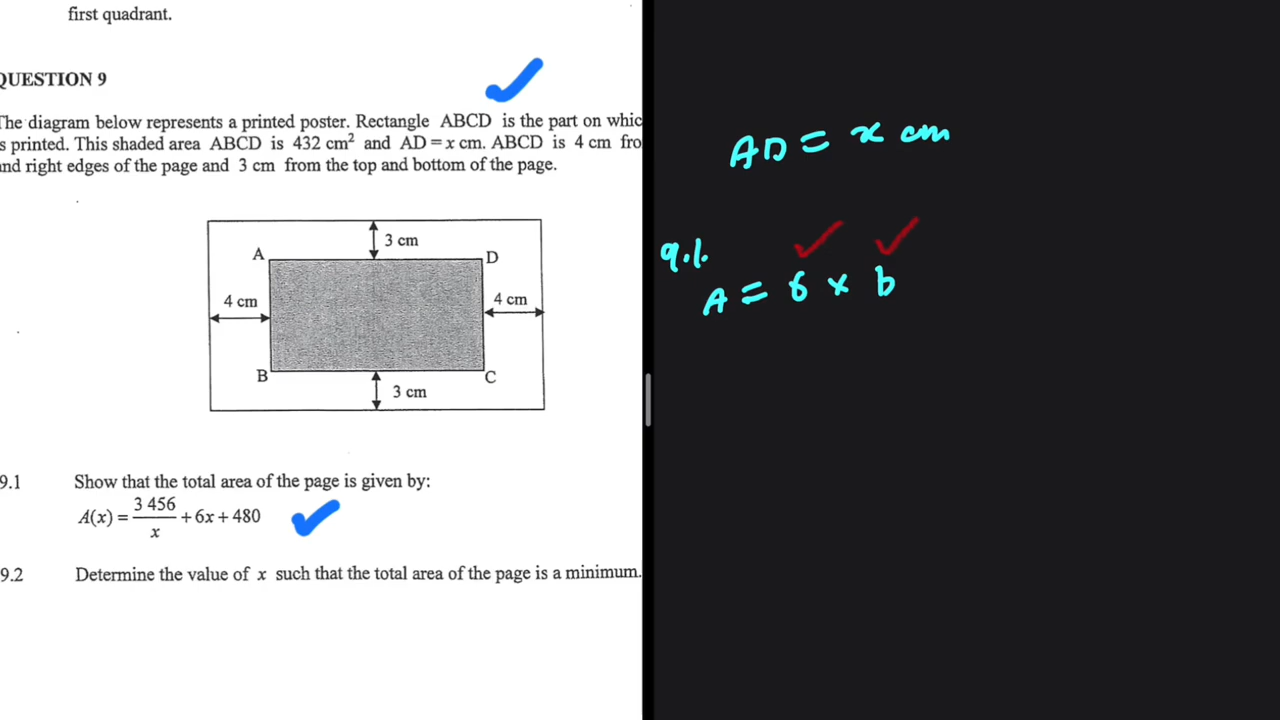 first quadrant.
QUESTION 9
The diagram below represents a printed poster. Rectangle ABCD is the part on whic
s printed. This shaded area ABCD is 432 cm² and AD = x cm. ABCD is 4 cm fro
and right edges of the page and 3 cm from the top and bottom of the page.
3 cm
A
D
4 cm
4 cm
B
C
3 cm
9.1 Show that the total area of the page is given by:
A(x) = 3 456/x + 6x + 480
9.2 Determine the value of x such that the total area of the page is a minimum.
AD = x cm
9.1.
A = 6 × b